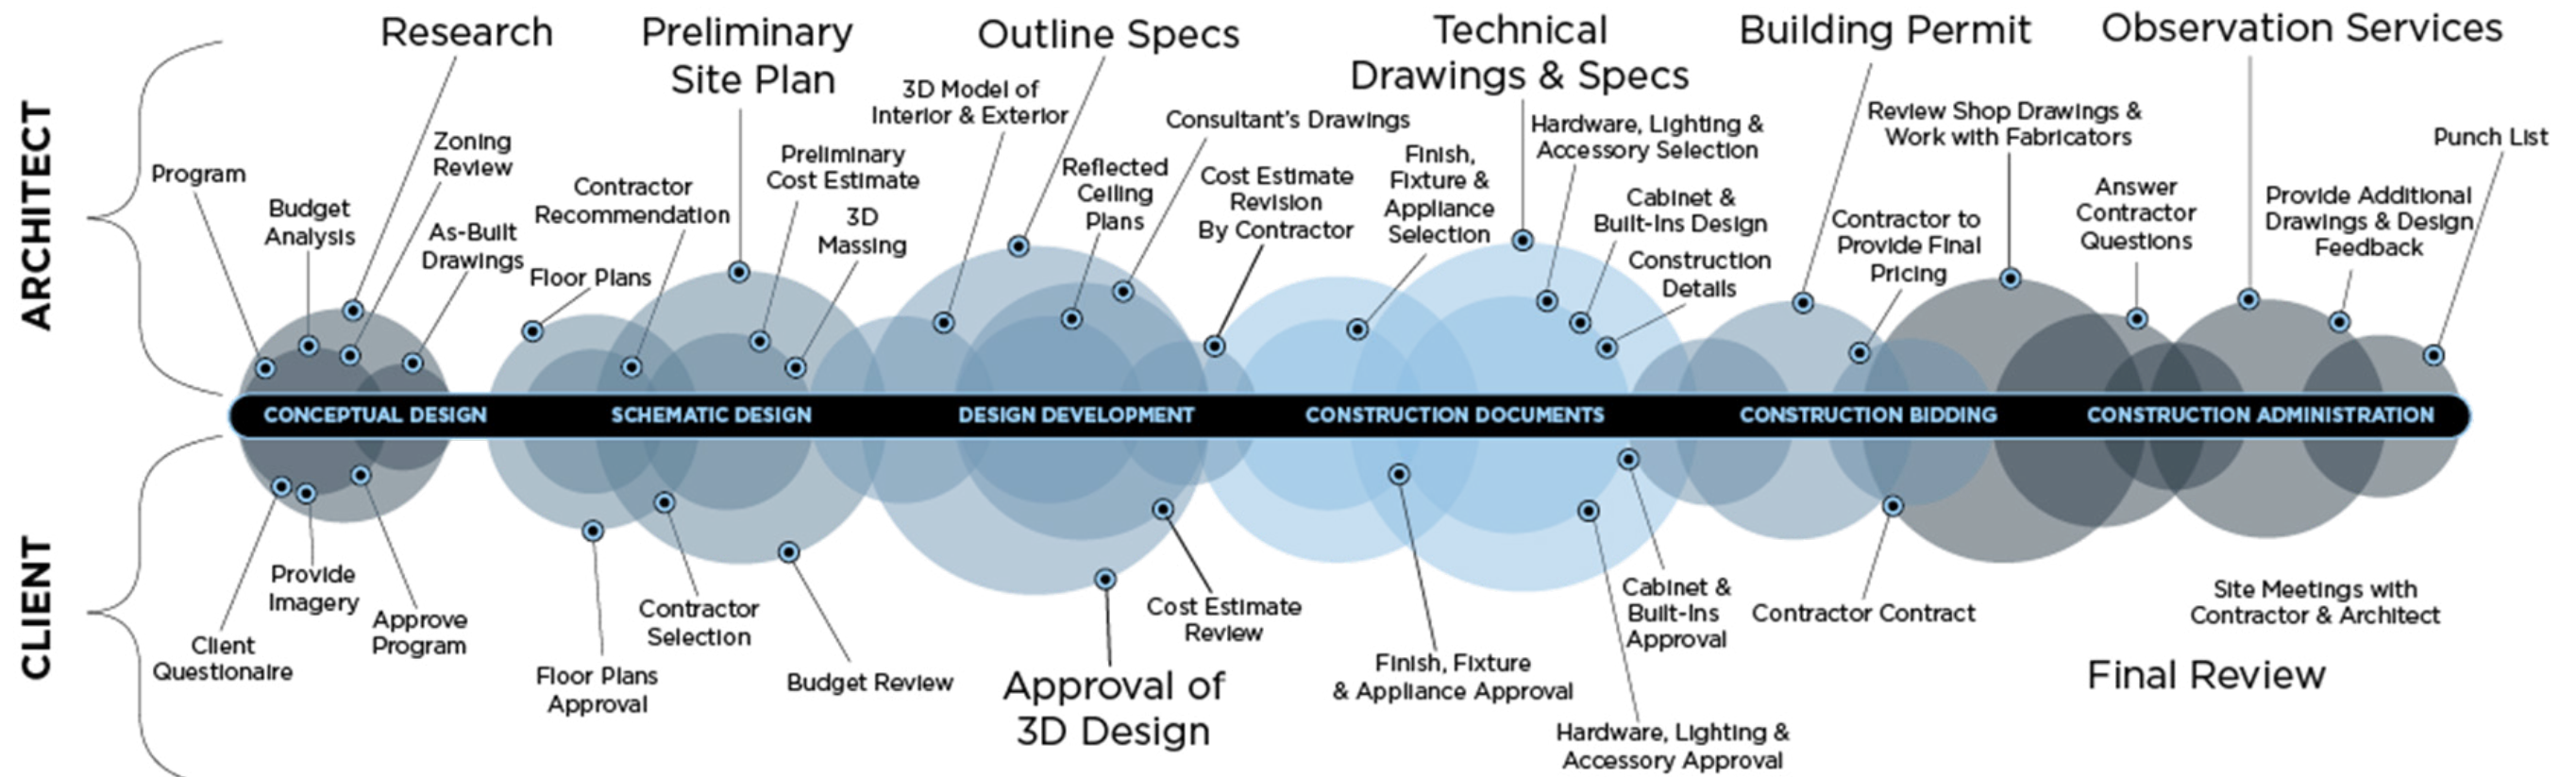 ARCHITECT
Research
Preliminary
Site Plan
Outline Specs
Technical
Drawings & Specs
Building Permit
Observation Services
Program
Budget
Analysis
Zoning
Review
As-Built
Drawings
Floor Plans
Contractor
Recommendation
Preliminary
Cost Estimate
3D
Massing
3D Model of
Interior & Exterior
Reflected
Ceiling
Plans
Consultant's Drawings
Cost Estimate
Revision
By Contractor
Finish,
Fixture &
Appliance
Selection
Hardware, Lighting &
Accessory Selection
Cabinet &
Built-Ins Design
Construction
Details
Review Shop Drawings &
Work with Fabricators
Contractor to
Provide Final
Pricing
Answer
Contractor
Questions
Provide Additional
Drawings & Design
Feedback
Punch List
CONCEPTUAL DESIGN
SCHEMATIC DESIGN
DESIGN DEVELOPMENT
CONSTRUCTION DOCUMENTS
CONSTRUCTION BIDDING
CONSTRUCTION ADMINISTRATION
CLIENT
Client
Questionaire
Provide
Imagery
Approve
Program
Floor Plans
Approval
Contractor
Selection
Budget Review
Approval of
3D Design
Cost Estimate
Review
Finish, Fixture
& Appliance Approval
Hardware, Lighting &
Accessory Approval
Cabinet &
Built-Ins
Approval
Contractor Contract
Site Meetings with
Contractor & Architect
Final Review